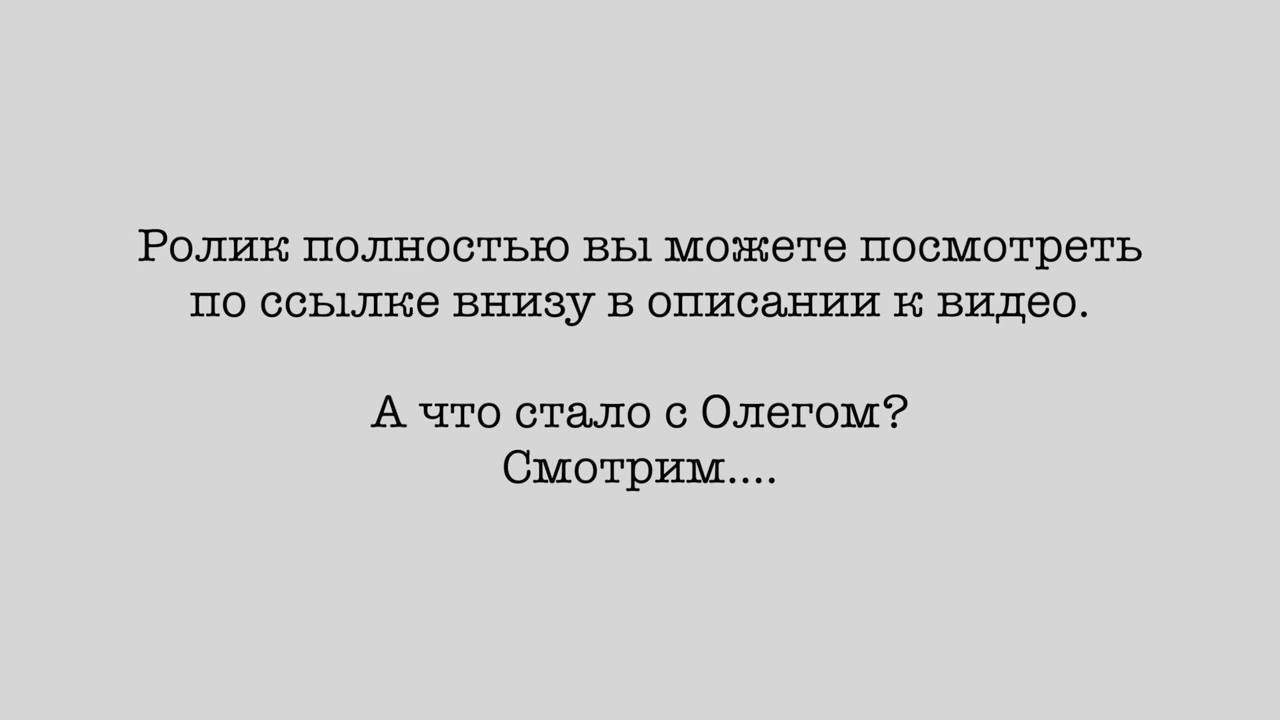 Ролик полностью вы можете посмотреть
по ссылке внизу в описании к видео.
А что стало с Олегом?
Смотрим....